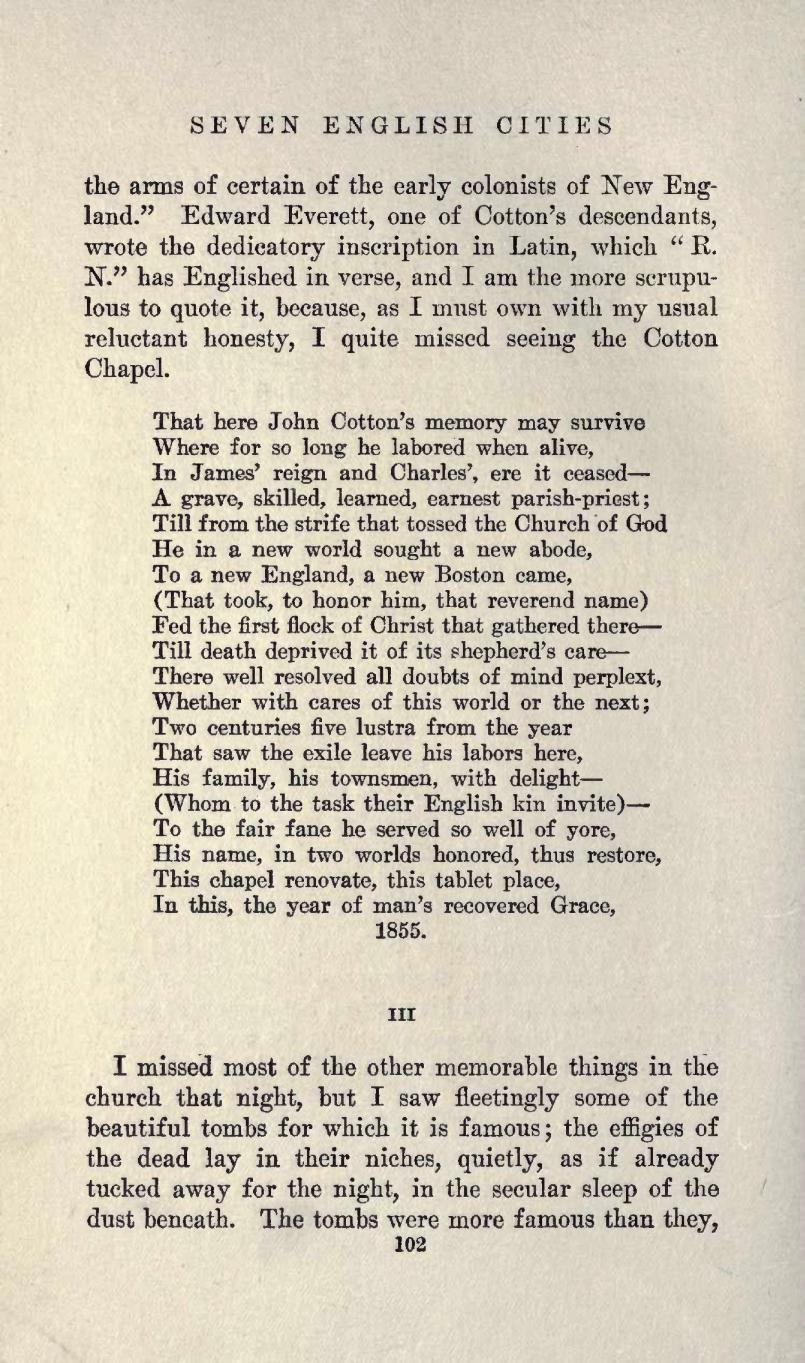 SEVEN ENGLISH CITIES
the arms of certain of the early colonists of New Eng-
land." Edward Everett, one of Cotton's descendants,
wrote the dedicatory inscription in Latin, which "R.
N." has Englished in verse, and I am the more scrupu-
lous to quote it, because, as I must own with my usual
reluctant honesty, I quite missed seeing the Cotton
Chapel.
That here John Cotton's memory may survive
Where for so long he labored when alive,
In James' reign and Charles', ere it ceased—
A grave, skilled, learned, earnest parish-priest;
Till from the strife that tossed the Church of God
He in a new world sought a new abode,
To a new England, a new Boston came,
(That took, to honor him, that reverend name)
Fed the first flock of Christ that gathered there—
Till death deprived it of its shepherd's care—
There well resolved all doubts of mind perplext,
Whether with cares of this world or the next;
Two centuries five lustra from the year
That saw the exile leave his labors here,
His family, his townsmen, with delight—
(Whom to the task their English kin invite)—
To the fair fane he served so well of yore,
His name, in two worlds honored, thus restore,
This chapel renovate, this tablet place,
In this, the year of man's recovered Grace,
1855.
III
I missed most of the other memorable things in the
church that night, but I saw fleetingly some of the
beautiful tombs for which it is famous; the effigies of
the dead lay in their niches, quietly, as if already
tucked away for the night, in the secular sleep of the
dust beneath. The tombs were more famous than they,
102